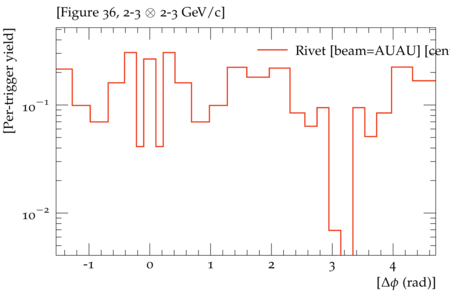 [Figure 36, 2-3 ⊗ 2-3 GeV/c]
Rivet [beam=AUAU] [cen
[Per-trigger yield]
10⁻¹
10⁻²
-1 0 1 2 3 4
[Δϕ (rad)]